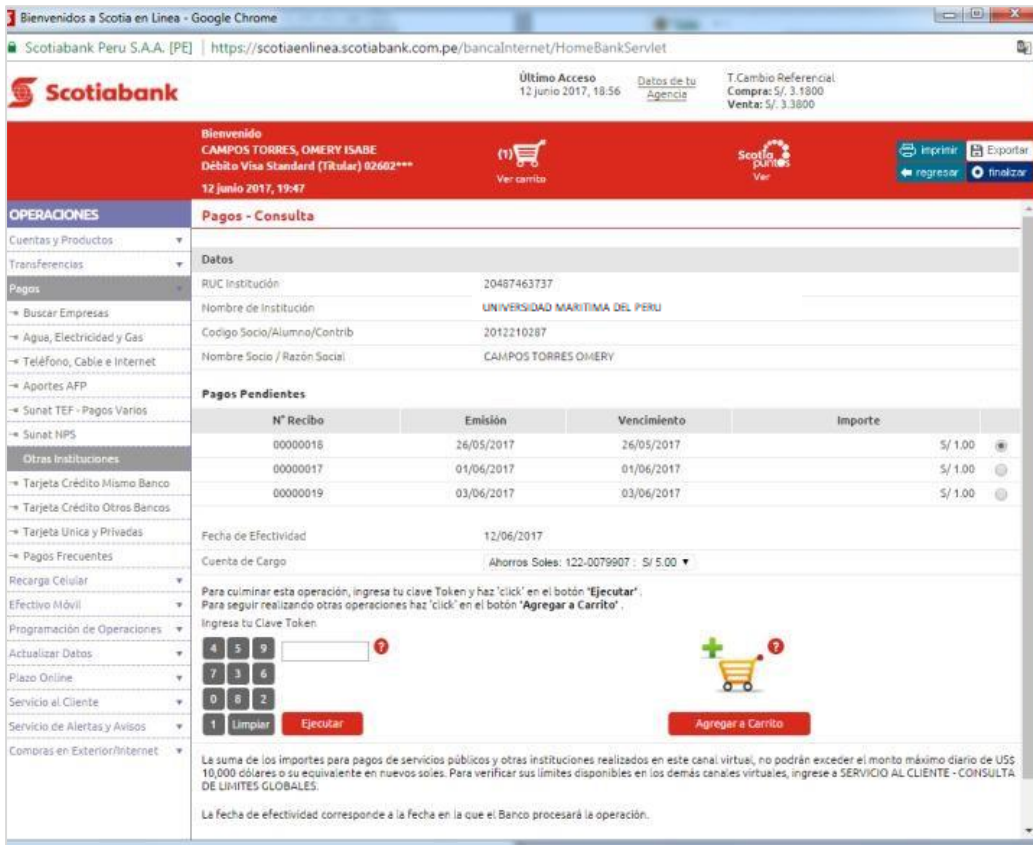 Bienvenidos a Scotia en Linea - Google Chrome
Scotiabank Peru S.A.A. [PE] | https://scotiaenlinea.scotiabank.com.pe/bancaInternet/HomeBankServlet
Scotiabank
Último Acceso
12 junio 2017, 18:56
Datos de tu
Agencia
T.Cambio Referencial
Compra: S/. 3.1800
Venta: S/. 3.3800
Bienvenido
CAMPOS TORRES, OMERY ISABE
Débito Visa Standard (Titular) 02602***
12 junio 2017, 19:47
(1)
Ver carrito
Scotia puntos
Ver
imprimir
Exportar
regresar
finalizar
OPERACIONES
Cuentas y Productos
Transferencias
Pagos
Buscar Empresas
Agua, Electricidad y Gas
Teléfono, Cable e Internet
Aportes AFP
Sunat TEF - Pagos Varios
Sunat NPS
Otras Instituciones
Tarjeta Crédito Mismo Banco
Tarjeta Crédito Otros Bancos
Tarjeta Unica y Privadas
Pagos Frecuentes
Recarga Celular
Efectivo Móvil
Programación de Operaciones
Actualizar Datos
Plazo Online
Servicio al Cliente
Servicio de Alertas y Avisos
Compras en Exterior/Internet
Pagos - Consulta
Datos
RUC Institución 20487463737
Nombre de Institución UNIVERSIDAD MARITIMA DEL PERU
Codigo Socio/Alumno/Contrib 2012210287
Nombre Socio / Razón Social CAMPOS TORRES OMERY
Pagos Pendientes
N° Recibo Emisión Vencimiento Importe
00000018 26/05/2017 26/05/2017 S/ 1.00
00000017 01/06/2017 01/06/2017 S/ 1.00
00000019 03/06/2017 03/06/2017 S/ 1.00
Fecha de Efectividad 12/06/2017
Cuenta de Cargo Ahorros Soles: 122-0079907 : S/ 5.00
Para culminar esta operación, ingresa tu clave Token y haz 'click' en el botón "Ejecutar" .
Para seguir realizando otras operaciones haz 'click' en el botón "Agregar a Carrito" .
Ingresa tu Clave Token
4 5 9 ?
7 3 6
0 8 2
1 Limpiar
Ejecutar
?
Agregar a Carrito
La suma de los importes para pagos de servicios públicos y otras instituciones realizados en este canal virtual, no podrán exceder el monto máximo diario de US$
10,000 dólares o su equivalente en nuevos soles. Para verificar sus límites disponibles en los demás canales virtuales, ingrese a SERVICIO AL CLIENTE - CONSULTA
DE LIMITES GLOBALES.
La fecha de efectividad corresponde a la fecha en la que el Banco procesará la operación.